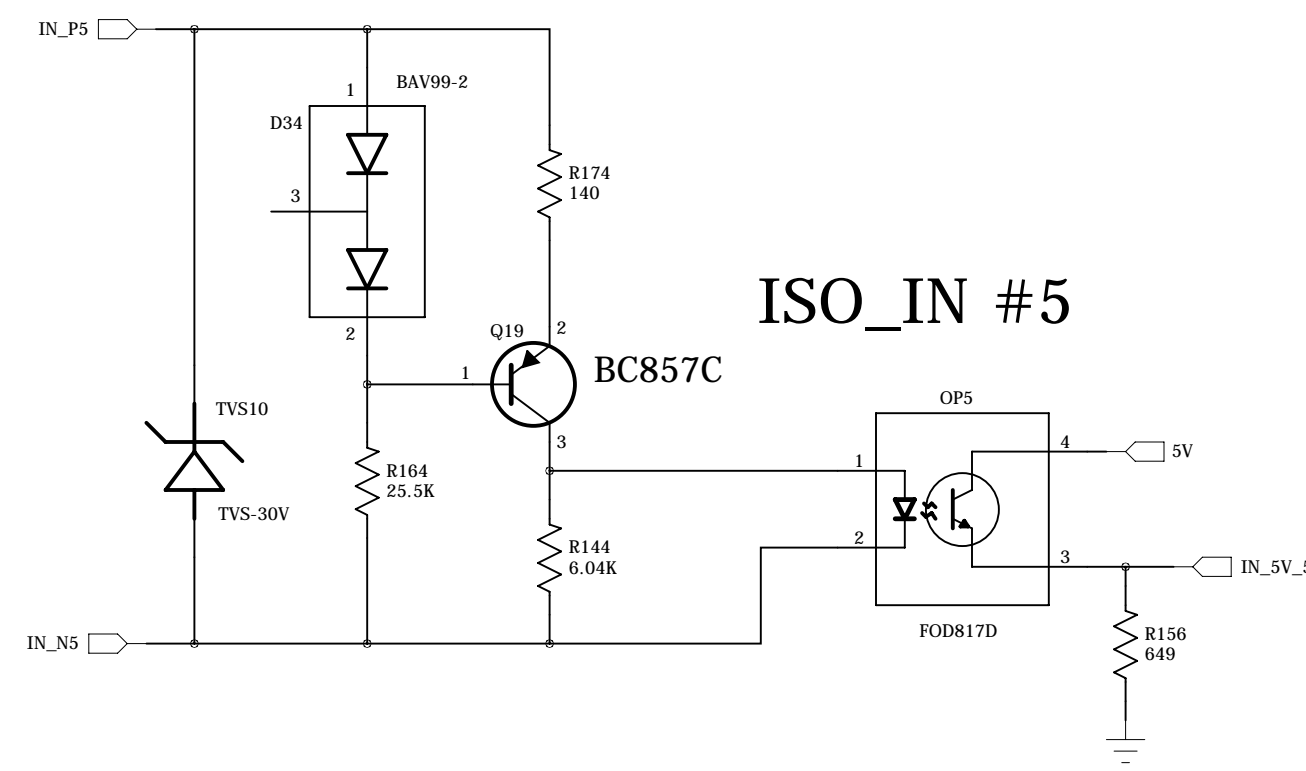 IN_P5
BAV99-2
1
D34
3
2
R174
140
ISO_IN #5
Q19
2
BC857C
1
3
TVS10
TVS-30V
R164
25.5K
R144
6.04K
OP5
1
2
4
5V
3
IN_5V_5
FOD817D
R156
649
IN_N5